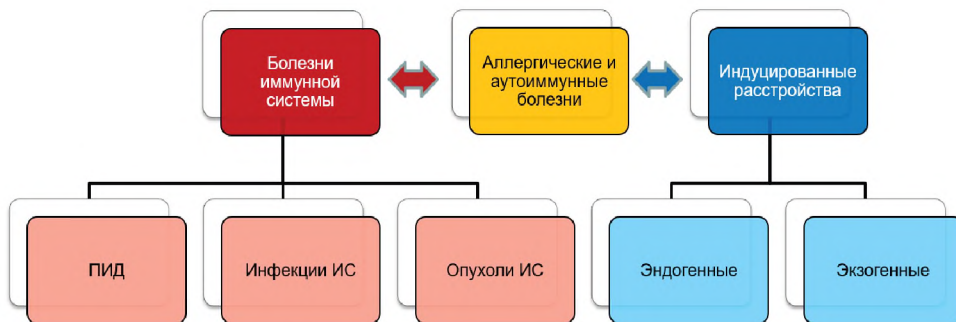 Болезни
иммунной
системы
Аллергические и
аутоиммунные
болезни
Индуцированные
расстройства
ПИД
Инфекции ИС
Опухоли ИС
Эндогенные
Экзогенные